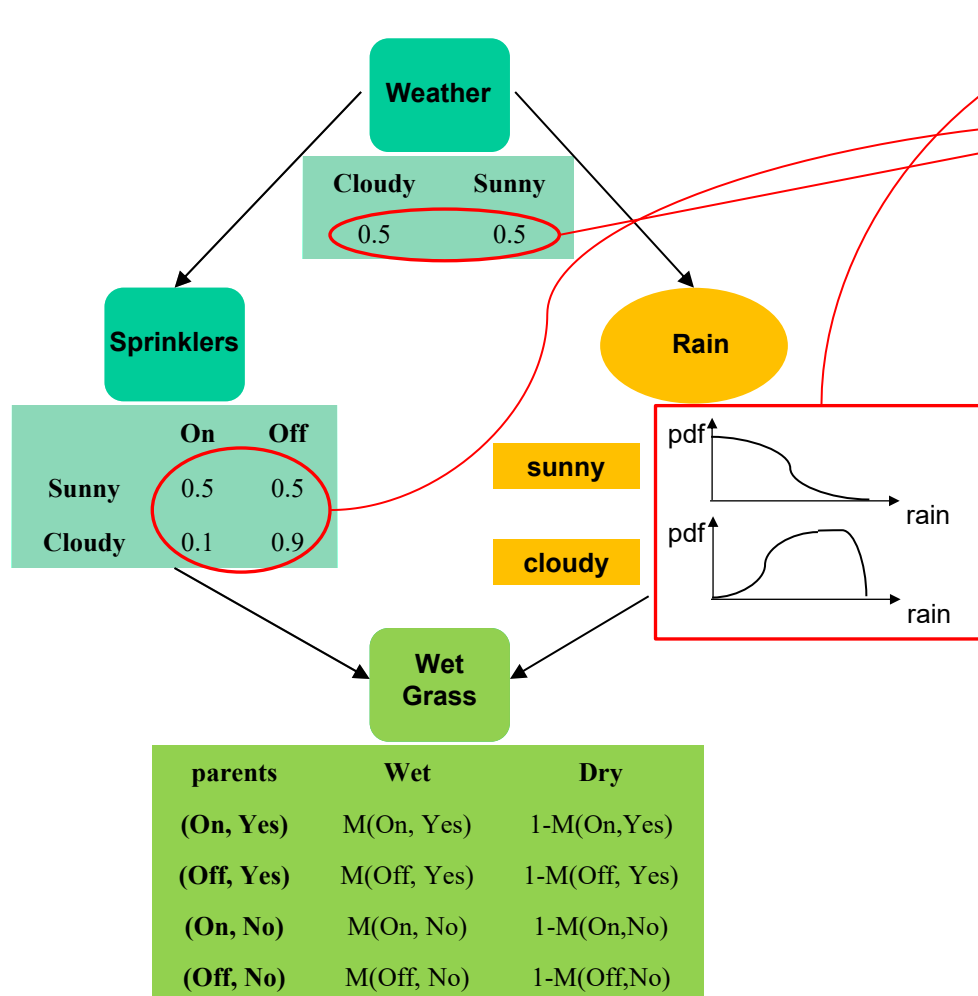 Weather
Cloudy Sunny
0.5 0.5
Sprinklers
Rain
On Off
Sunny 0.5 0.5
Cloudy 0.1 0.9
sunny
cloudy
pdf
rain
pdf
rain
Wet
Grass
parents Wet Dry
(On, Yes) M(On, Yes) 1-M(On,Yes)
(Off, Yes) M(Off, Yes) 1-M(Off, Yes)
(On, No) M(On, No) 1-M(On,No)
(Off, No) M(Off, No) 1-M(Off,No)